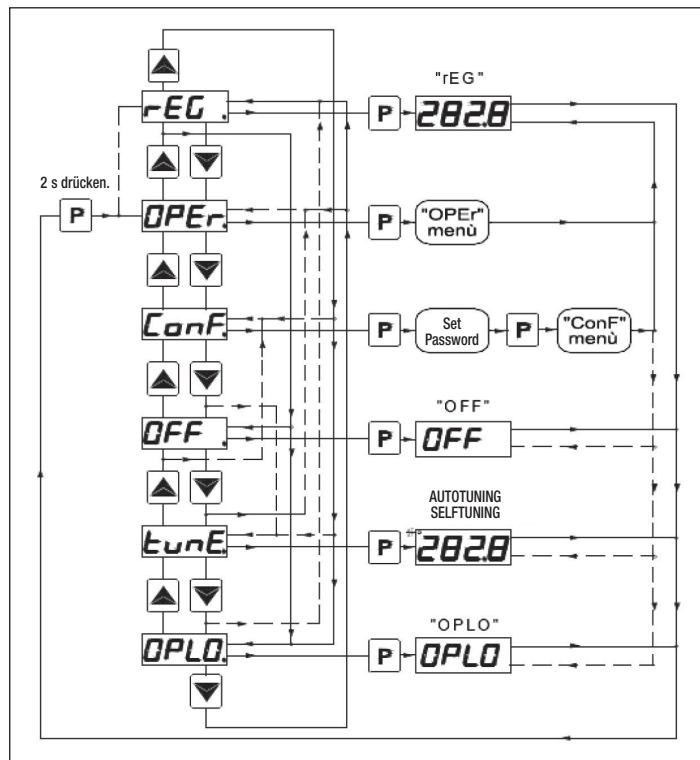 "rEG"
rEG .
P
282.8
2 s drücken.
P
OPEr.
P
"OPEr"
menù
ConF.
P
Set
Password
P
"ConF"
menù
"OFF"
OFF .
P
OFF
AUTOTUNING
SELFTUNING
tunE.
P
282.8
"OPLO"
OPLO.
P
OPLO